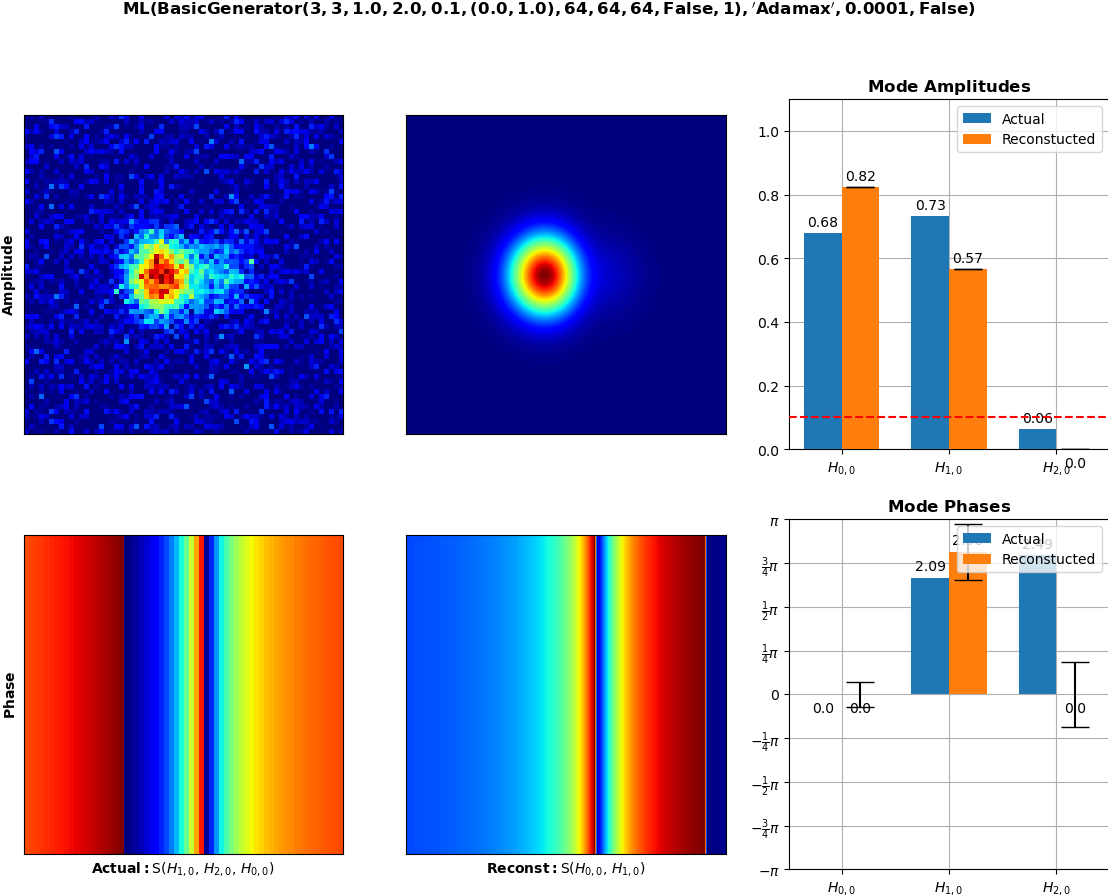 ML(BasicGenerator(3, 3, 1.0, 2.0, 0.1, (0.0, 1.0), 64, 64, 64, False, 1), ′Adamax′, 0.0001, False)
Amplitude
Mode Amplitudes
Actual
Reconstucted
1.0
0.8
0.6
0.4
0.2
0.0
0.68
0.82
0.73
0.57
0.06
0.0
H0,0
H1,0
H2,0
Phase
Actual: S(H1,0, H2,0, H0,0)
Reconst: S(H0,0, H1,0)
Mode Phases
Actual
Reconstucted
π
3/4π
1/2π
1/4π
0
−1/4π
−1/2π
−3/4π
−π
0.0
0.0
2.09
2.49
0.0
H0,0
H1,0
H2,0